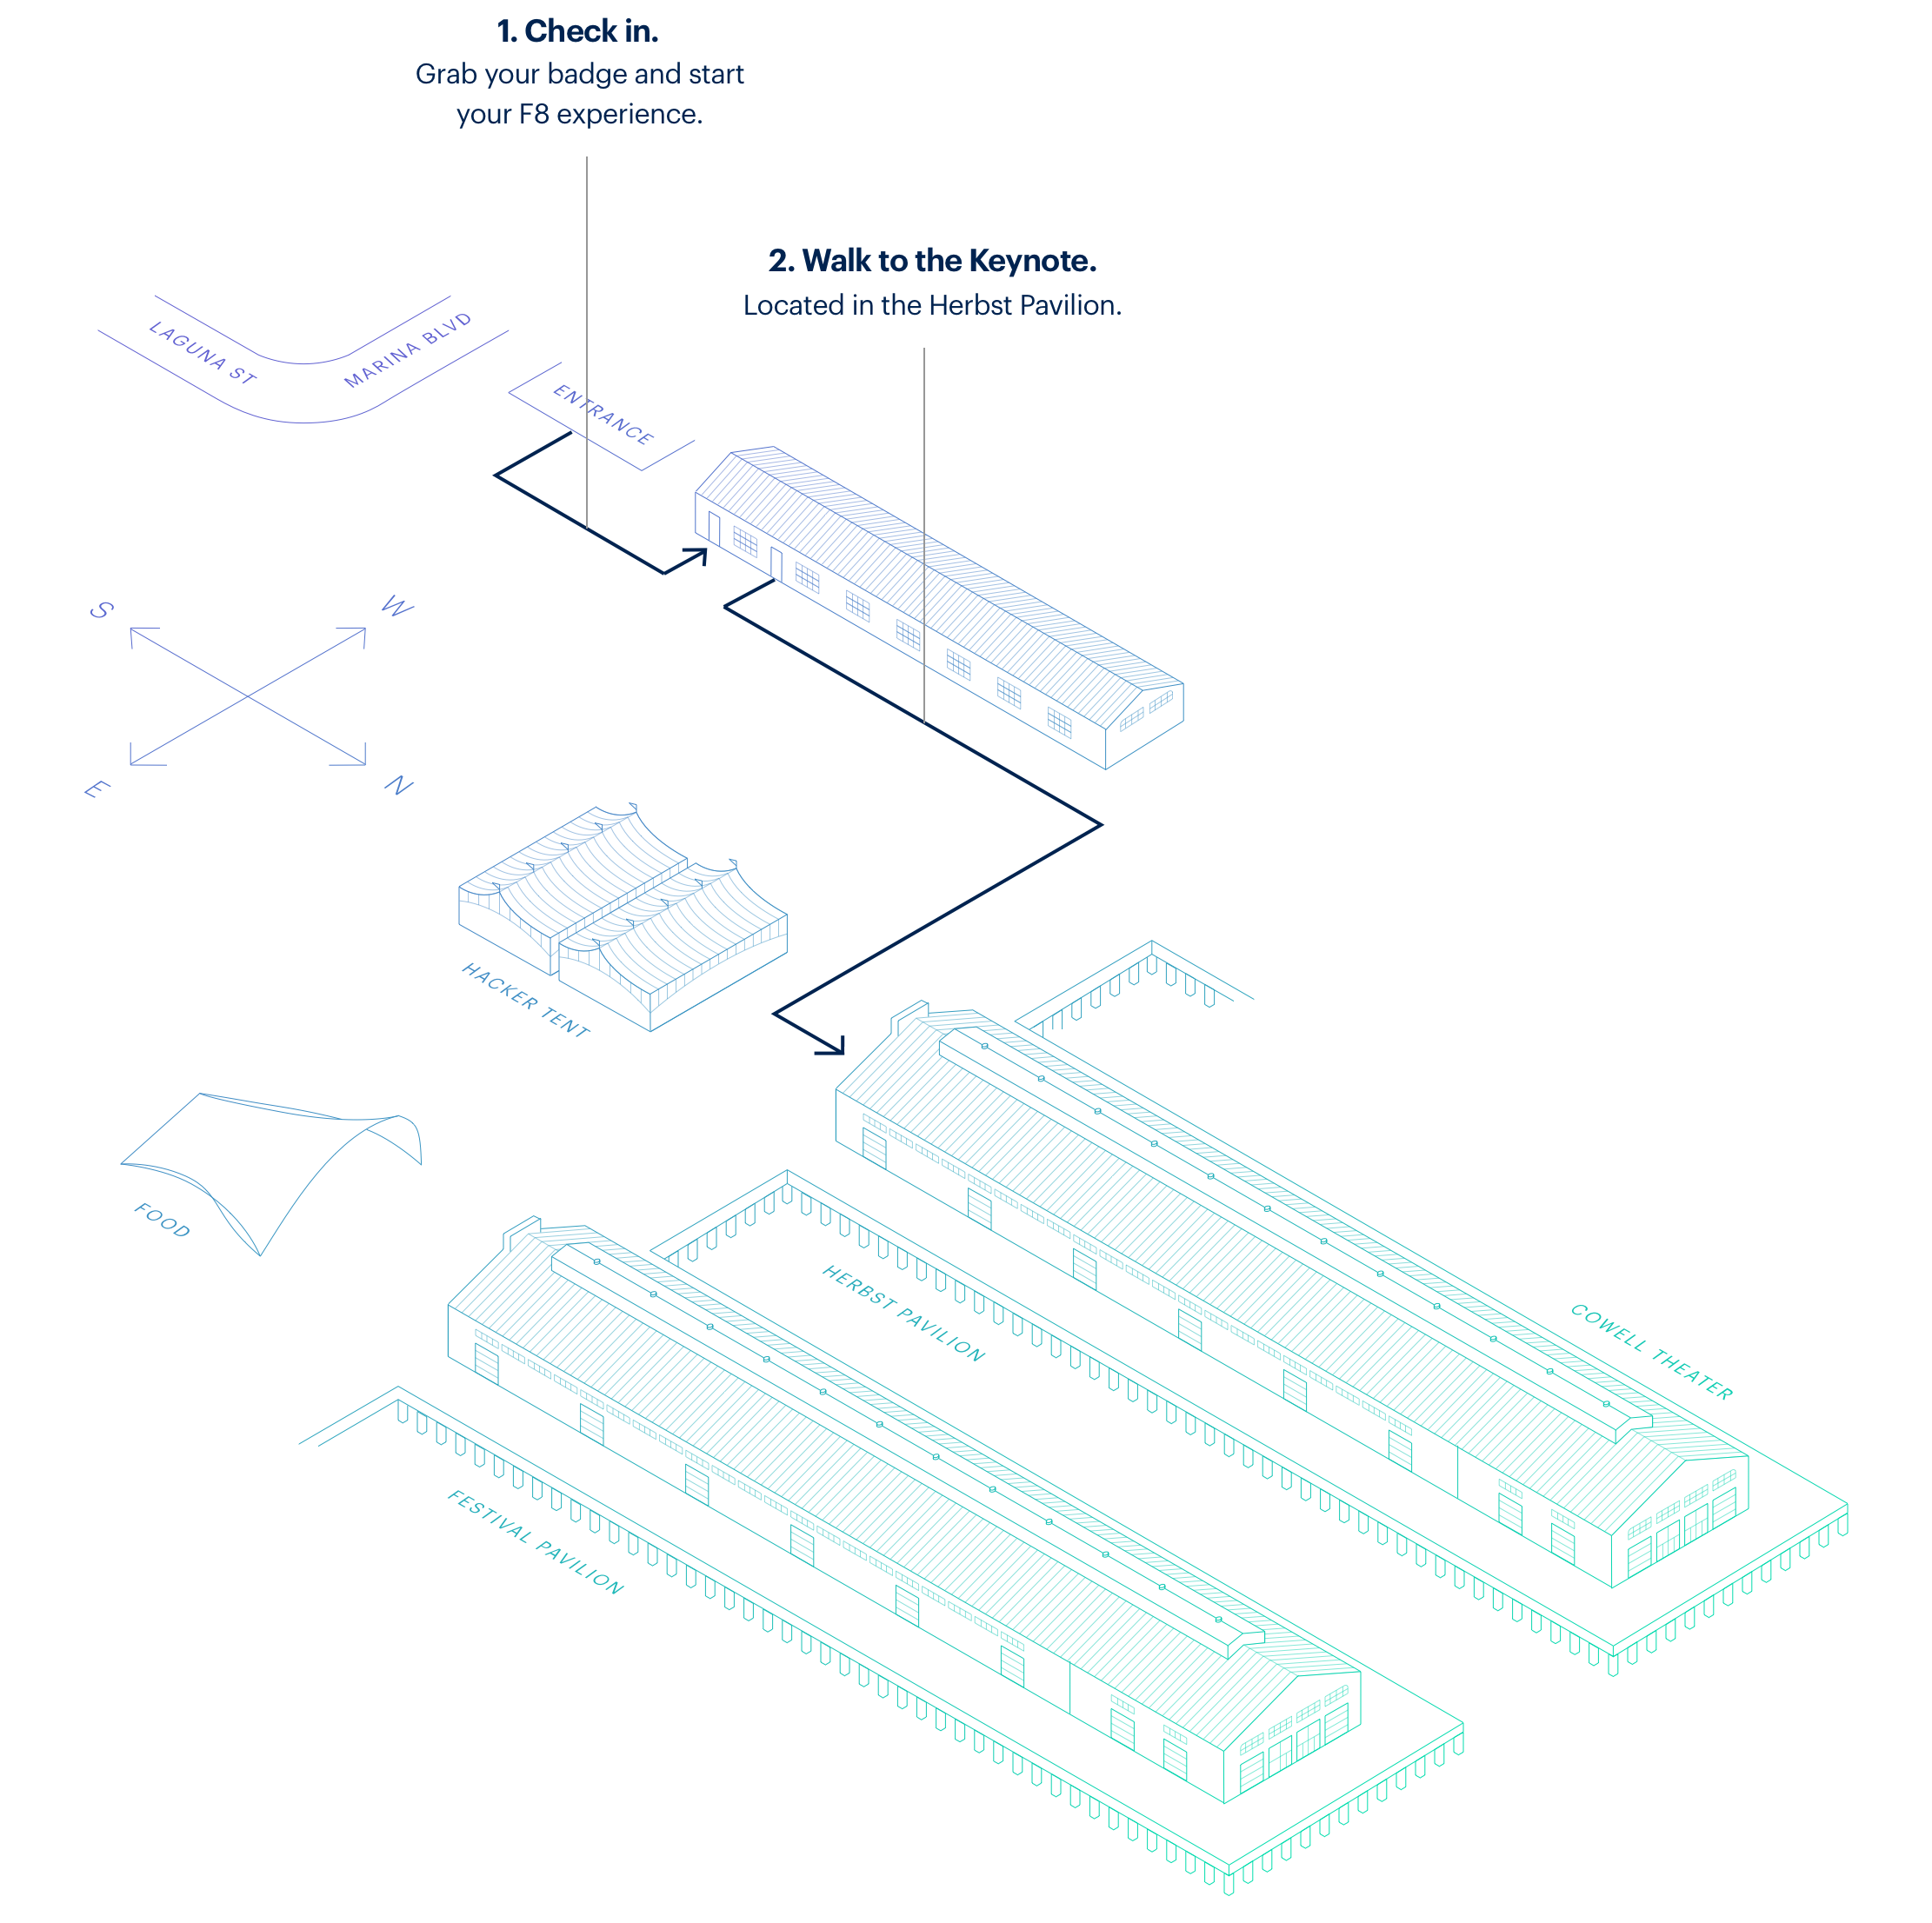 1. Check in.
Grab your badge and start
your F8 experience.
2. Walk to the Keynote.
Located in the Herbst Pavilion.
LAGUNA ST
MARINA BLVD
ENTRANCE
S
W
E
N
HACKER TENT
FOOD
HERBST PAVILION
COWELL THEATER
FESTIVAL PAVILION